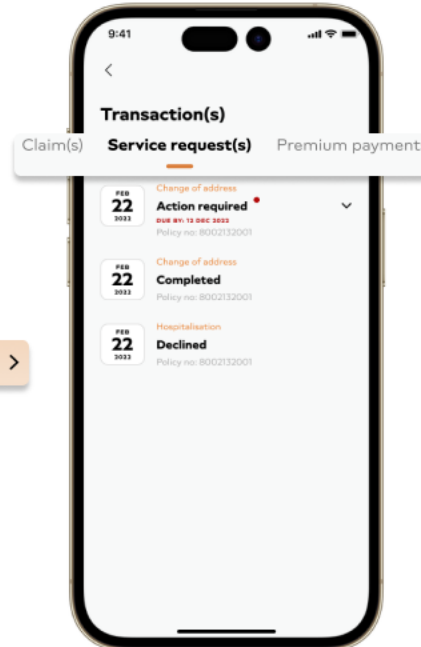 9:41
Transaction(s)
Claim(s) Service request(s) Premium payment
FEB
22
2022
Change of address
Action required
DUE BY: 12 DEC 2022
Policy no: 8002132001
FEB
22
2022
Change of address
Completed
Policy no: 8002132001
FEB
22
2022
Hospitalisation
Declined
Policy no: 8002132001